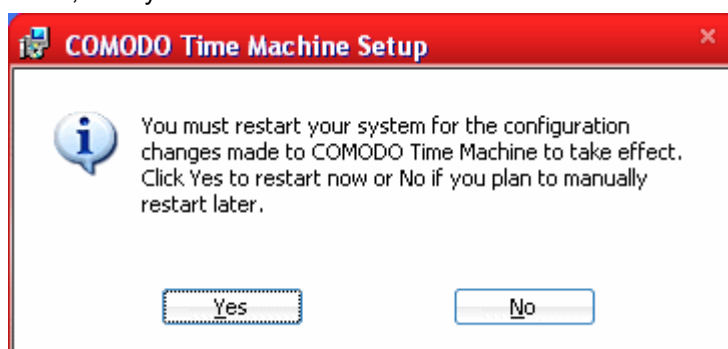 COMODO Time Machine Setup
You must restart your system for the configuration
changes made to COMODO Time Machine to take effect.
Click Yes to restart now or No if you plan to manually
restart later.
Yes
No